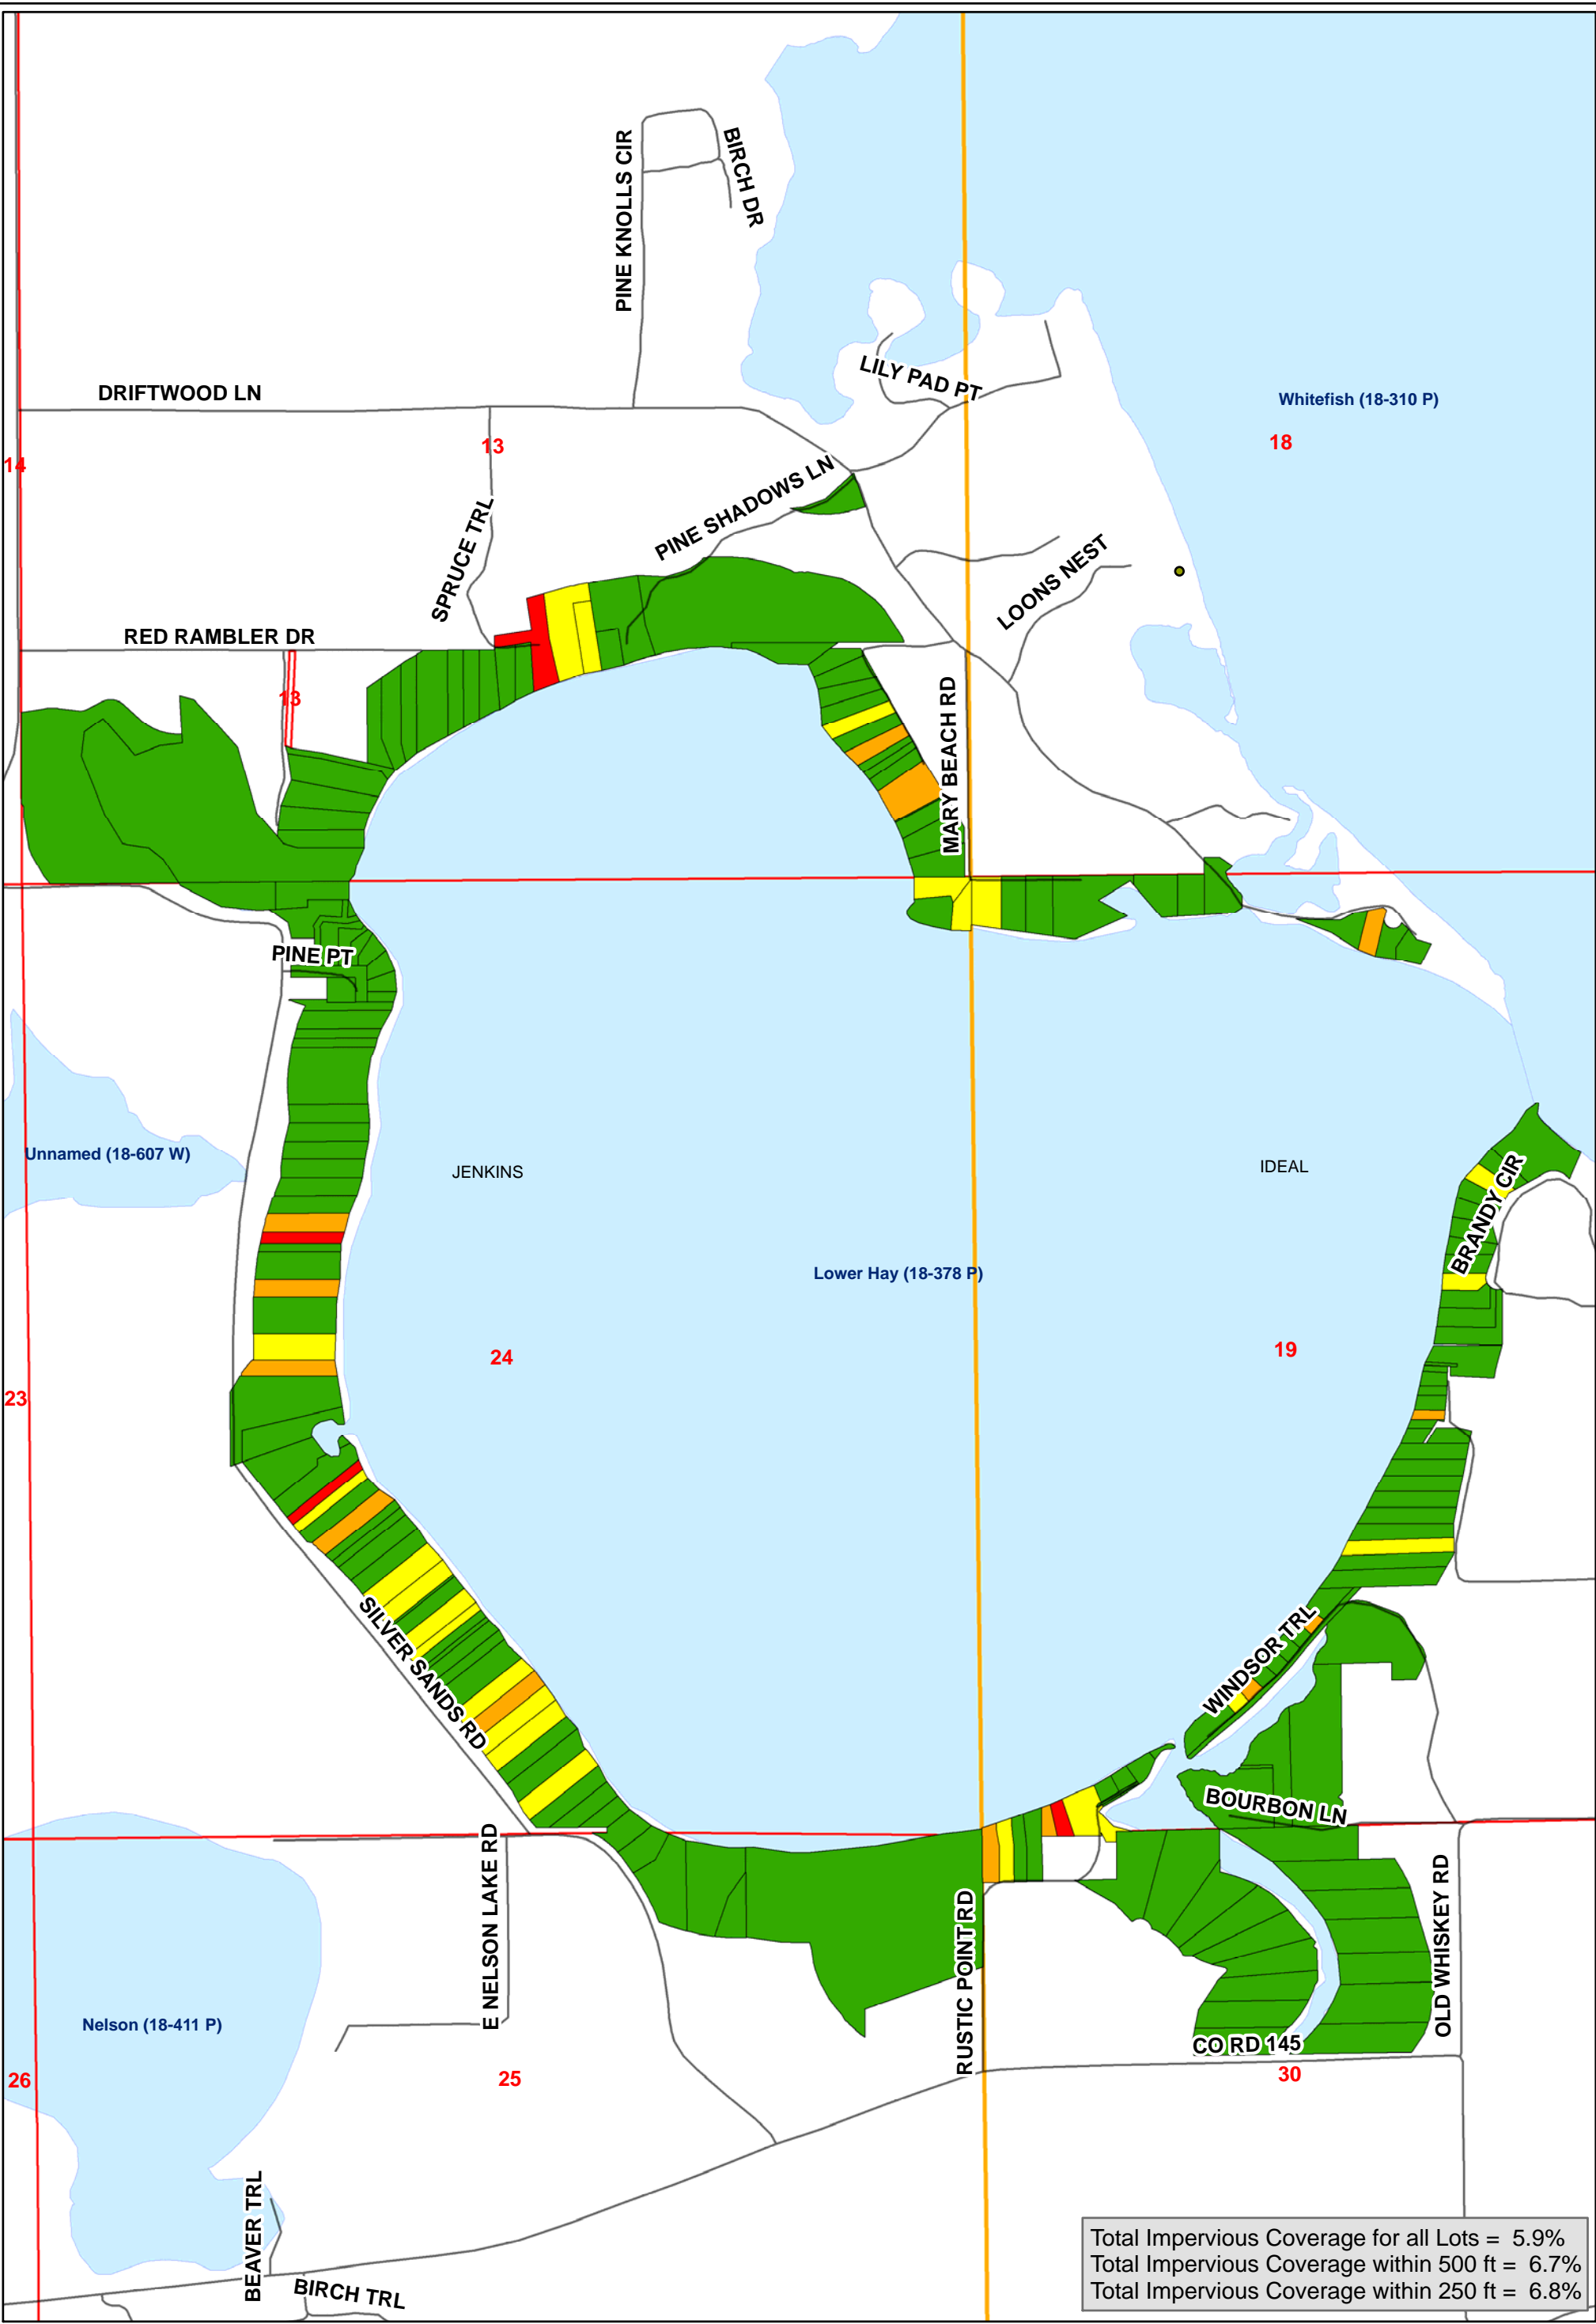 PINE KNOLLS CIR
BIRCH DR
DRIFTWOOD LN
LILY PAD PT
Whitefish (18-310 P)
13
18
14
PINE SHADOWS LN
SPRUCE TRL
LOONS NEST
RED RAMBLER DR
13
MARY BEACH RD
PINE PT
Unnamed (18-607 W)
JENKINS
IDEAL
BRANDY CIR
Lower Hay (18-378 P)
24
19
23
SILVER SANDS RD
WINDSOR TRL
BOURBON LN
E NELSON LAKE RD
RUSTIC POINT RD
OLD WHISKEY RD
Nelson (18-411 P)
CO RD 145
26
25
30
BEAVER TRL
BIRCH TRL
Total Impervious Coverage for all Lots = 5.9%
Total Impervious Coverage within 500 ft = 6.7%
Total Impervious Coverage within 250 ft = 6.8%